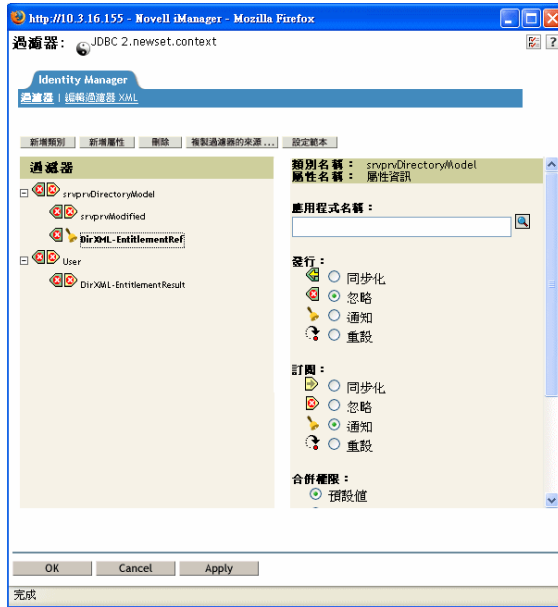 http://10.3.16.155 - Novell iManager - Mozilla Firefox
過濾器： JDBC 2.newset.context
?
Identity Manager
過濾器 | 編輯過濾器 XML
新增類別 新增屬性 刪除 複製過濾器的來源... 設定範本
過濾器
srvprvDirectoryModel
srvprvModified
DirXML-EntitlementRef
User
DirXML-EntitlementResult
類別名稱： srvprvDirectoryModel
屬性名稱： 屬性資訊
應用程式名稱：
發行：
同步化
忽略
通知
重設
訂閱：
同步化
忽略
通知
重設
合併權限：
預設值
OK Cancel Apply
完成